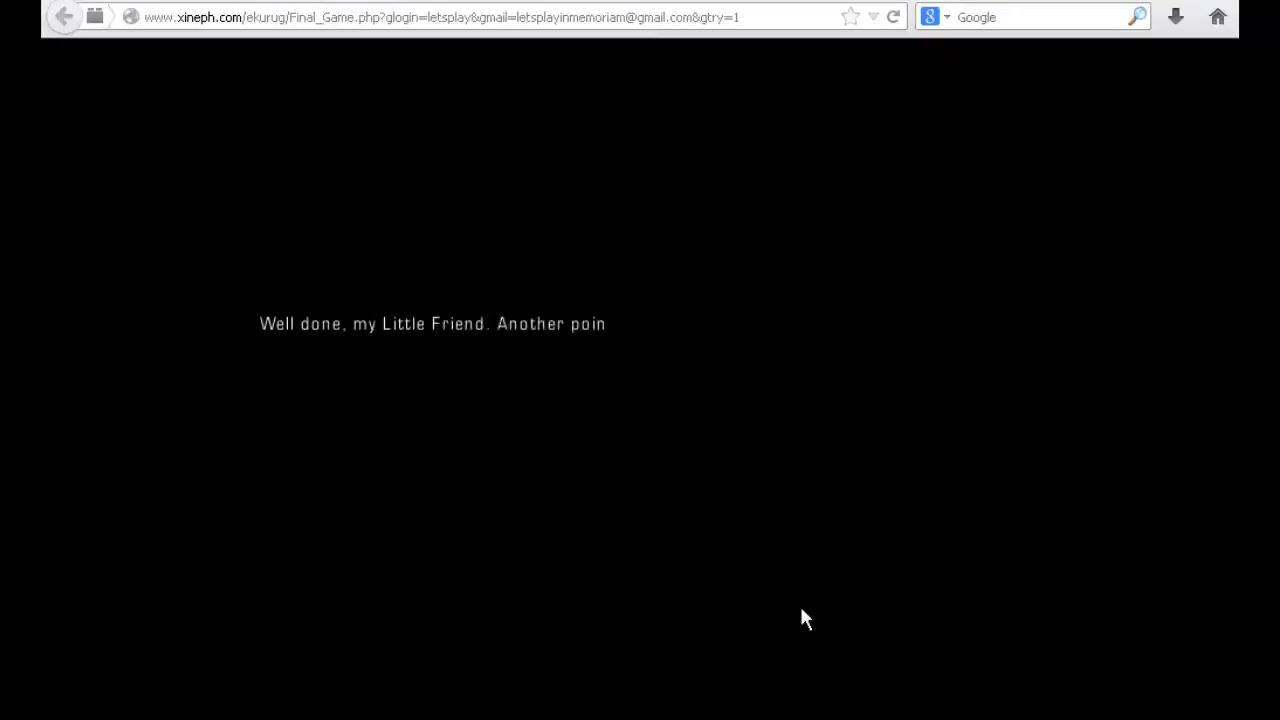 www.xineph.com/ekurug/Final_Game.php?glogin=letsplay&gmail=letsplayinmemoriam@gmail.com&gtry=1
8 Google
Well done, my Little Friend. Another poin